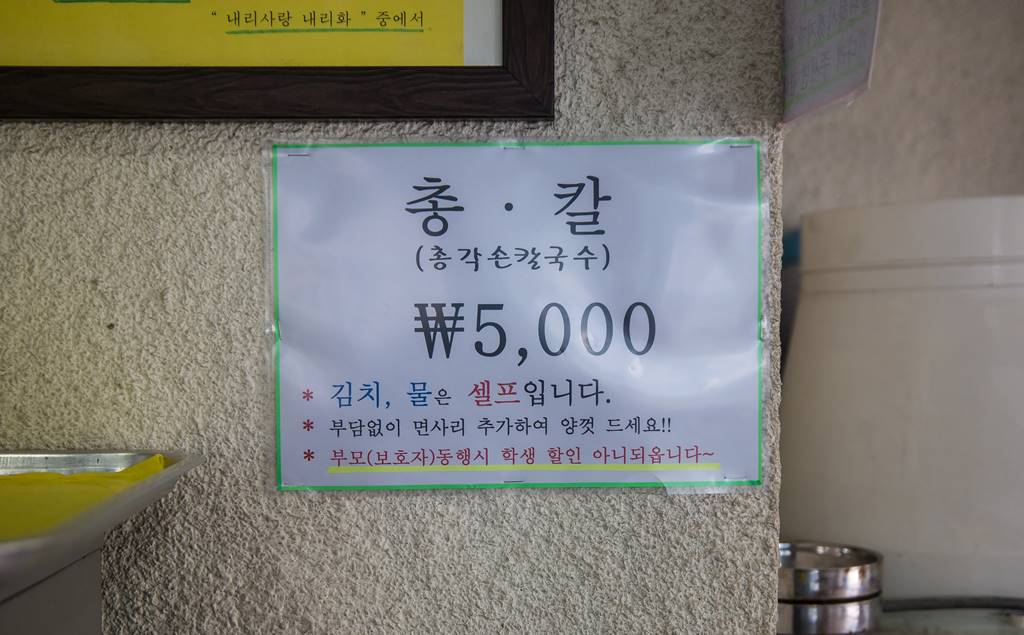 “ 내리사랑 내리화 ” 중에서
총 · 칼
(총각손칼국수)
₩5,000
* 김치, 물은 셀프입니다.
* 부담없이 면사리 추가하여 양껏 드세요!!
* 부모(보호자)동행시 학생 할인 아니되옵니다~